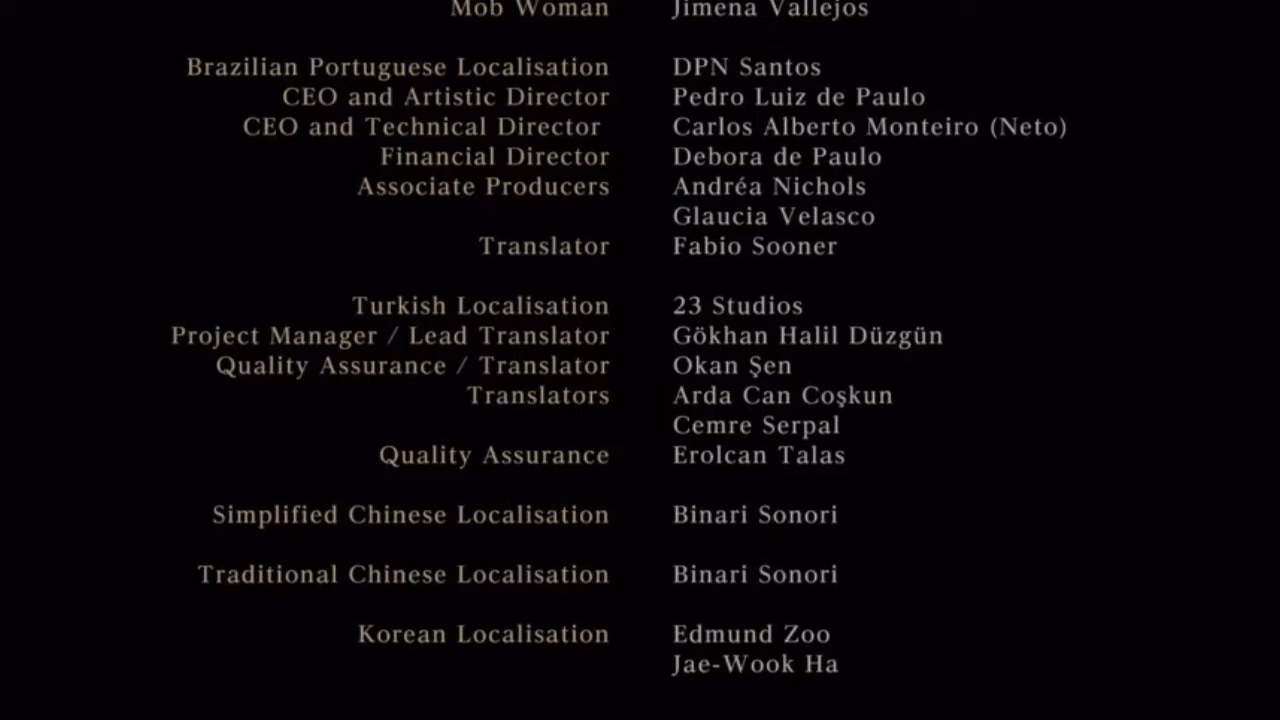 Mob Woman Jimena Vallejos
Brazilian Portuguese Localisation DPN Santos
CEO and Artistic Director Pedro Luiz de Paulo
CEO and Technical Director Carlos Alberto Monteiro (Neto)
Financial Director Debora de Paulo
Associate Producers Andréa Nichols
Glaucia Velasco
Translator Fabio Sooner
Turkish Localisation 23 Studios
Project Manager / Lead Translator Gökhan Halil Düzgün
Quality Assurance / Translator Okan Şen
Translators Arda Can Coşkun
Cemre Serpal
Quality Assurance Erolcan Talas
Simplified Chinese Localisation Binari Sonori
Traditional Chinese Localisation Binari Sonori
Korean Localisation Edmund Zoo
Jae-Wook Ha